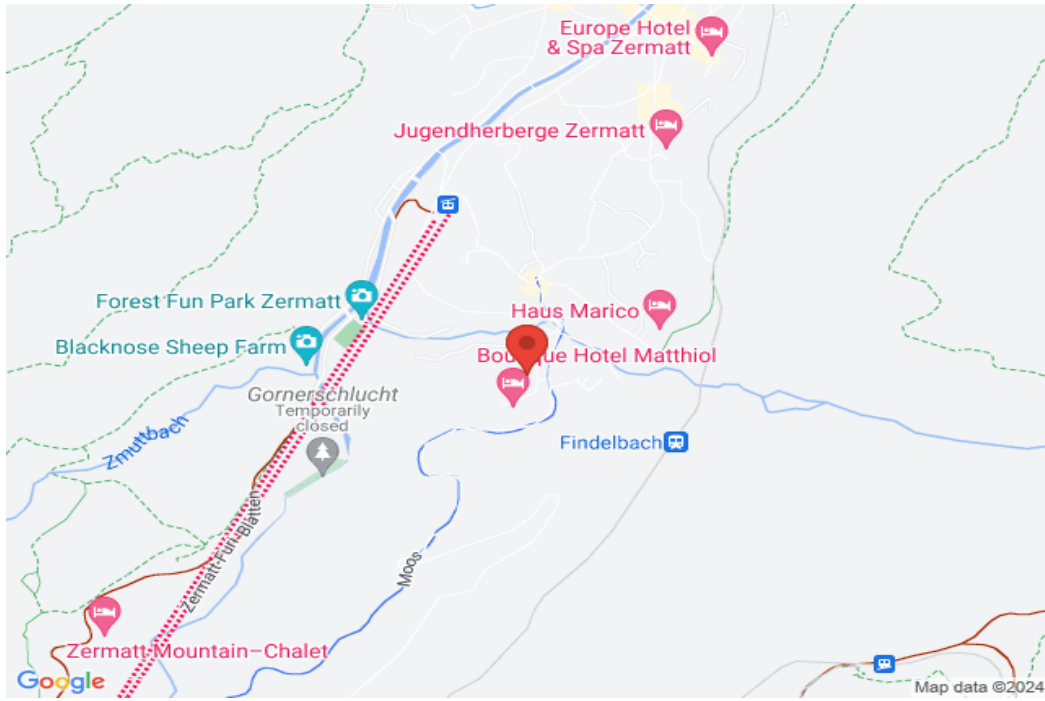 Europe Hotel
& Spa Zermatt
Jugendherberge Zermatt
Forest Fun Park Zermatt
Haus Marico
Blacknose Sheep Farm
Boutique Hotel Matthiol
Gornerschlucht
Temporarily
closed
Zmuttbach
Findelbach
Zermatt-Furi-Blatten
Moos
Zermatt Mountain-Chalet
Google
Map data ©2024